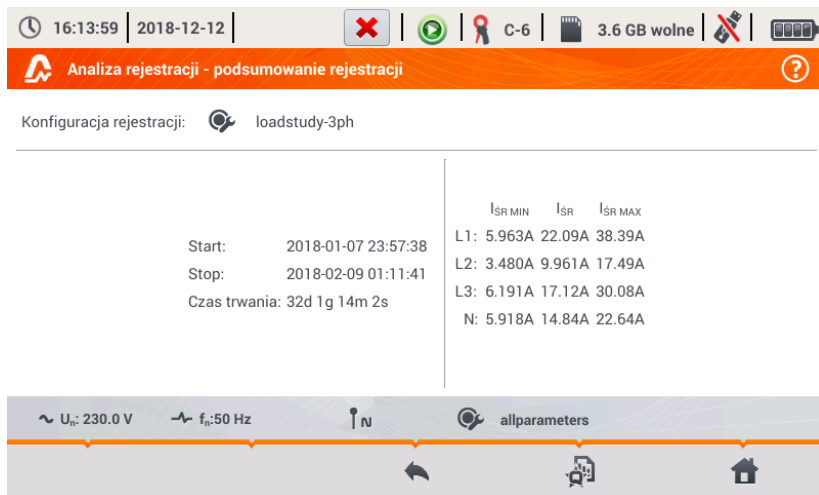 16:13:59 2018-12-12 C-6 3.6 GB wolne
Analiza rejestracji - podsumowanie rejestracji ?
Konfiguracja rejestracji: loadstudy-3ph
Start: 2018-01-07 23:57:38
Stop: 2018-02-09 01:11:41
Czas trwania: 32d 1g 14m 2s
IŚR MIN IŚR IŚR MAX
L1: 5.963A 22.09A 38.39A
L2: 3.480A 9.961A 17.49A
L3: 6.191A 17.12A 30.08A
N: 5.918A 14.84A 22.64A
Un: 230.0 V fn:50 Hz N allparameters